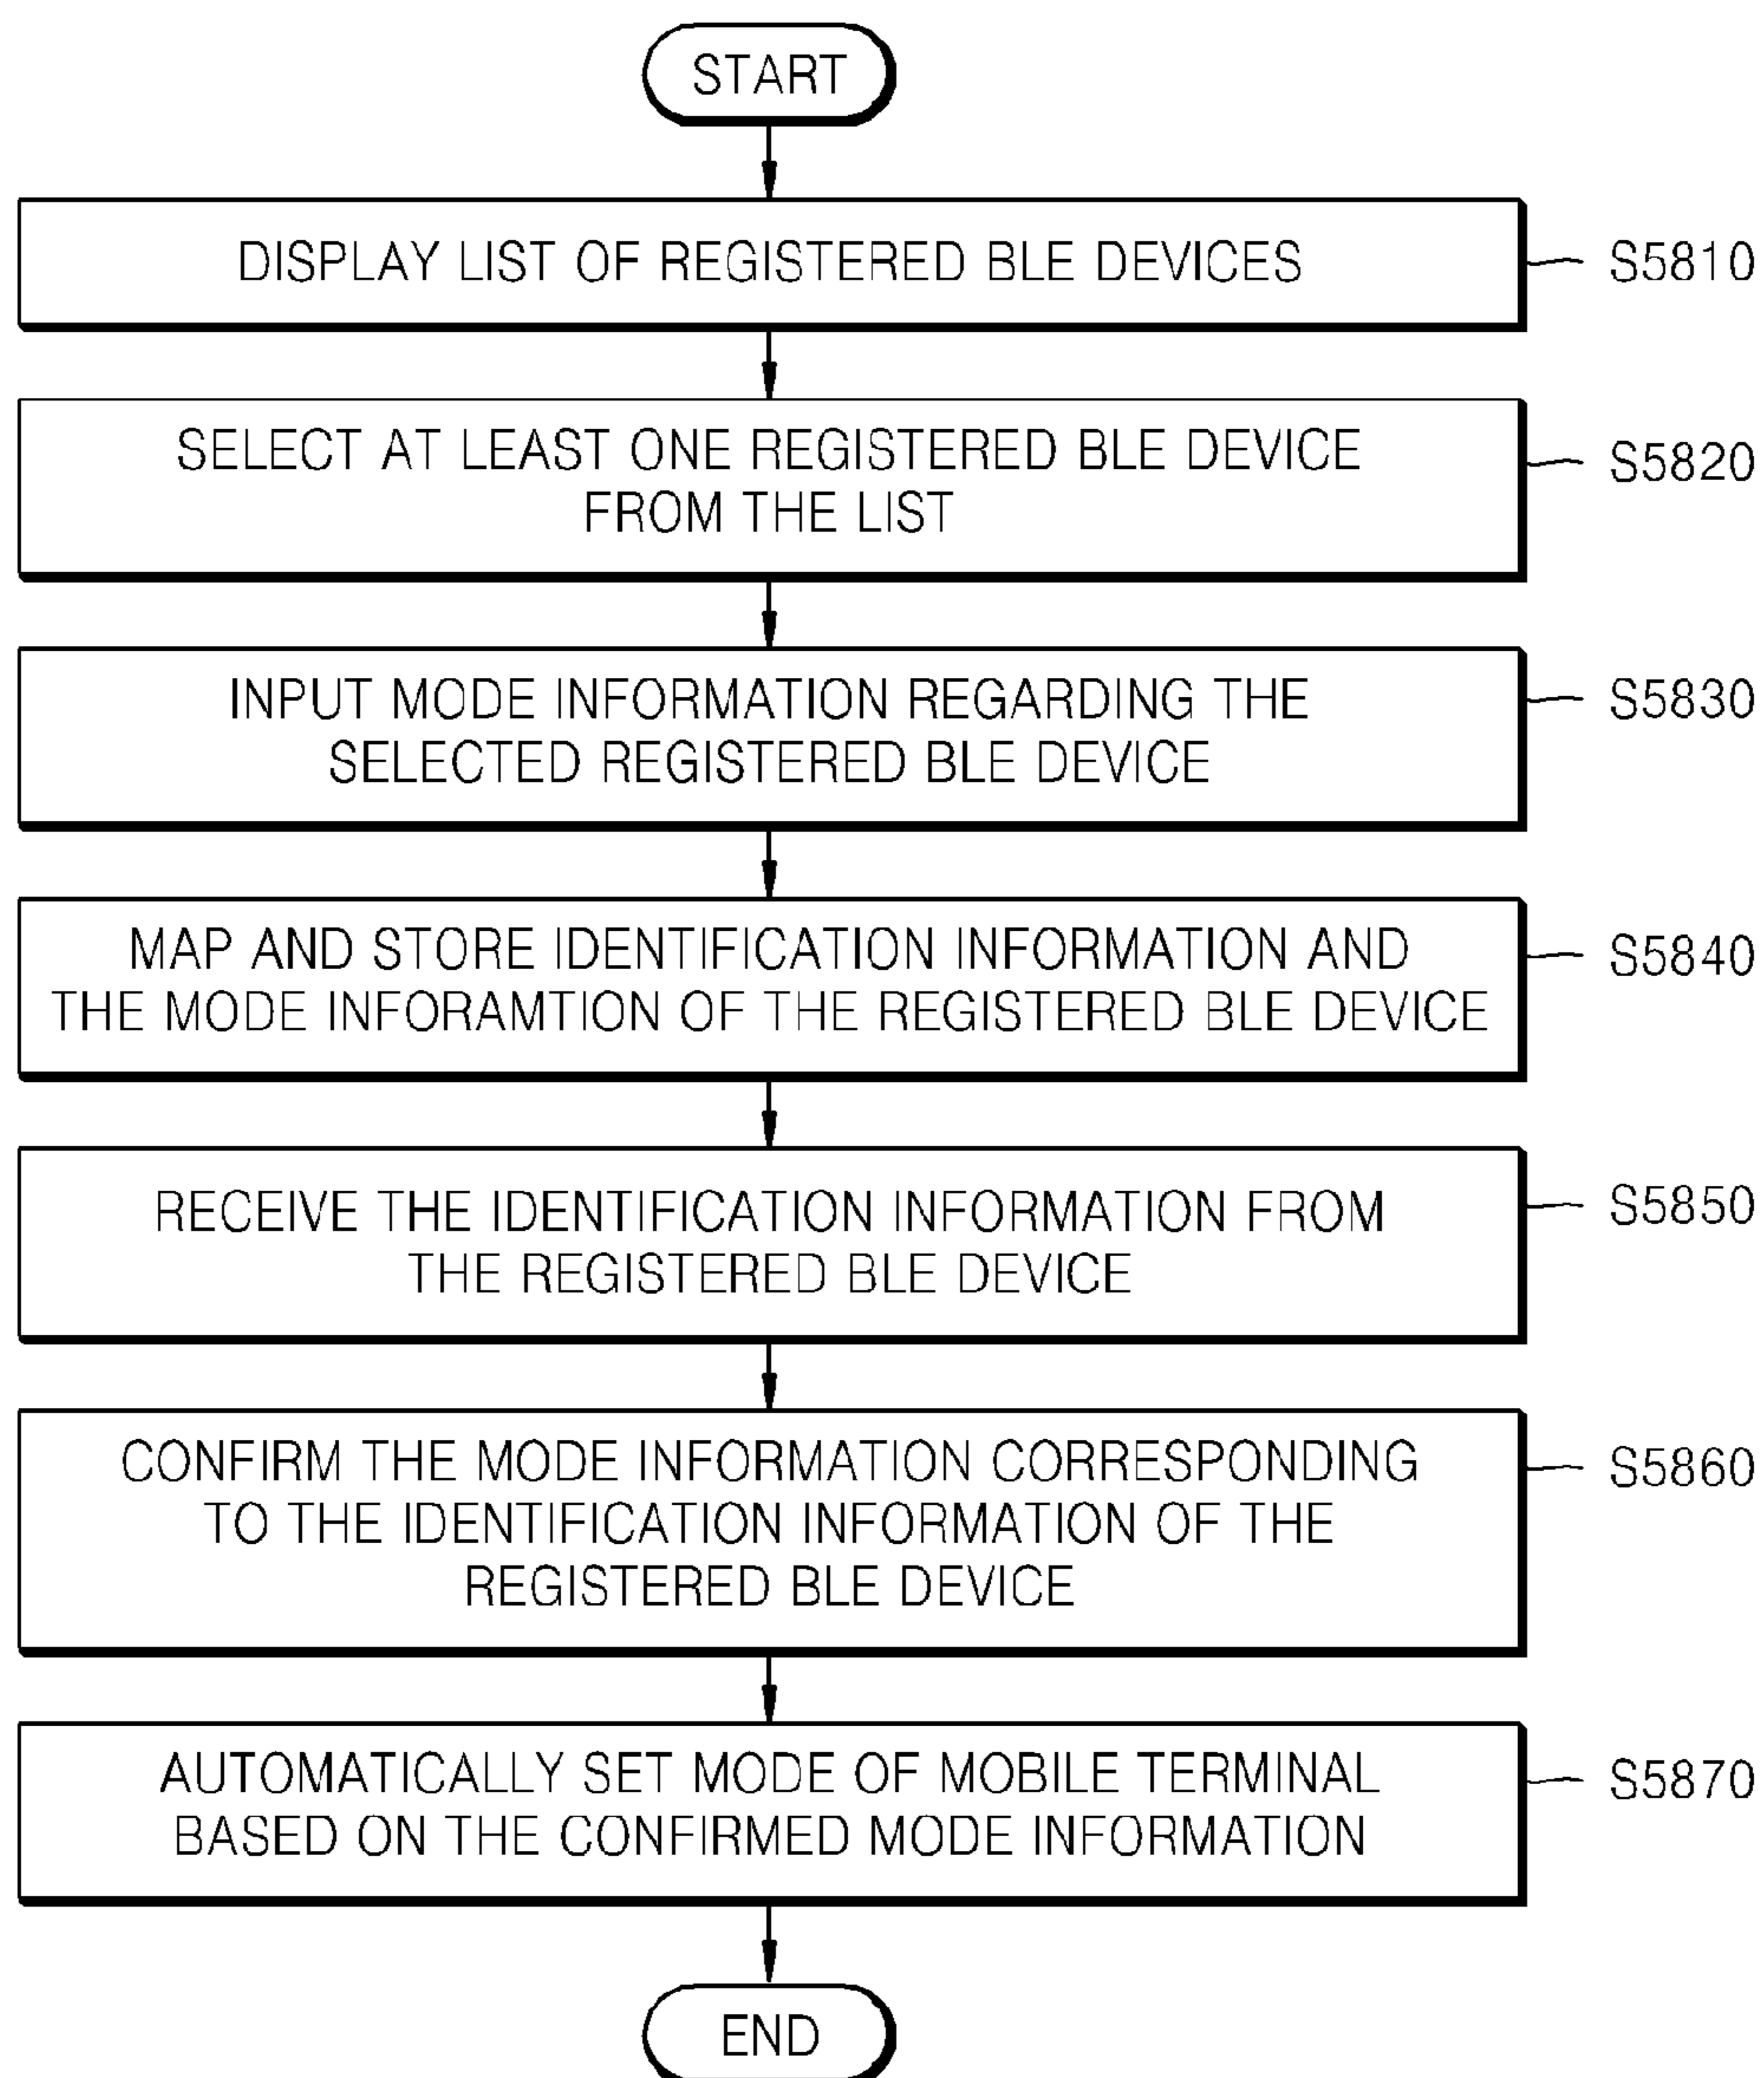 START
DISPLAY LIST OF REGISTERED BLE DEVICES
S5810
SELECT AT LEAST ONE REGISTERED BLE DEVICE
FROM THE LIST
S5820
INPUT MODE INFORMATION REGARDING THE
SELECTED REGISTERED BLE DEVICE
S5830
MAP AND STORE IDENTIFICATION INFORMATION AND
THE MODE INFORAMTION OF THE REGISTERED BLE DEVICE
S5840
RECEIVE THE IDENTIFICATION INFORMATION FROM
THE REGISTERED BLE DEVICE
S5850
CONFIRM THE MODE INFORMATION CORRESPONDING
TO THE IDENTIFICATION INFORMATION OF THE
REGISTERED BLE DEVICE
S5860
AUTOMATICALLY SET MODE OF MOBILE TERMINAL
BASED ON THE CONFIRMED MODE INFORMATION
S5870
END